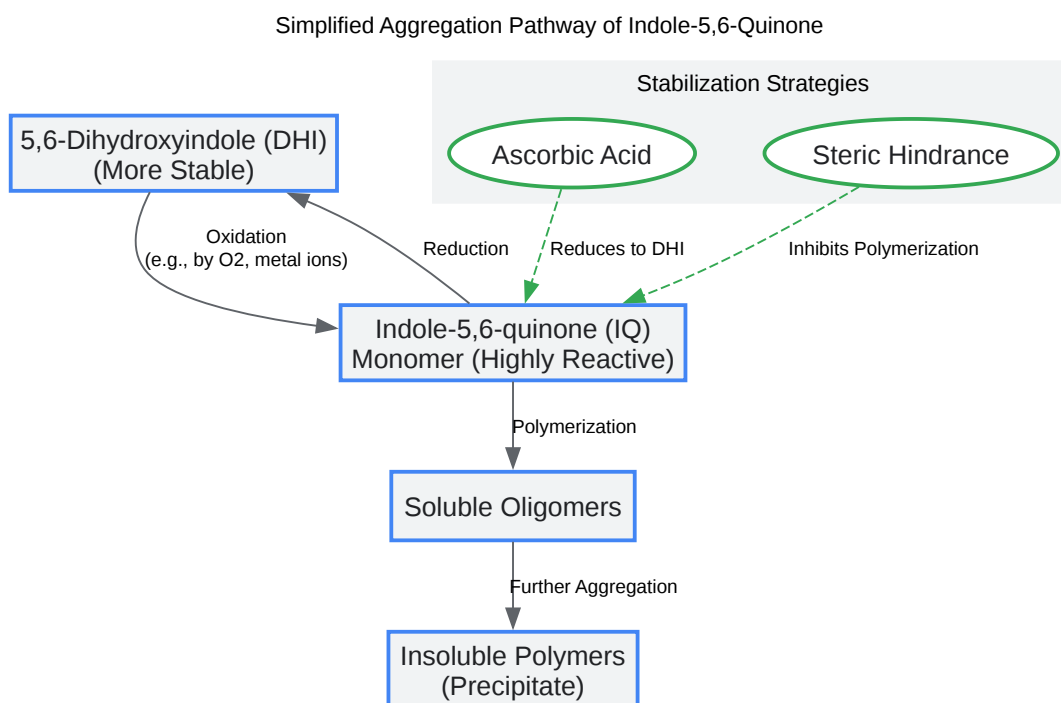 Simplified Aggregation Pathway of Indole-5,6-Quinone
Stabilization Strategies
5,6-Dihydroxyindole (DHI)
(More Stable)
Ascorbic Acid
Steric Hindrance
Oxidation
(e.g., by O2, metal ions)
Reduction
Reduces to DHI
Inhibits Polymerization
Indole-5,6-quinone (IQ)
Monomer (Highly Reactive)
Polymerization
Soluble Oligomers
Further Aggregation
Insoluble Polymers
(Precipitate)